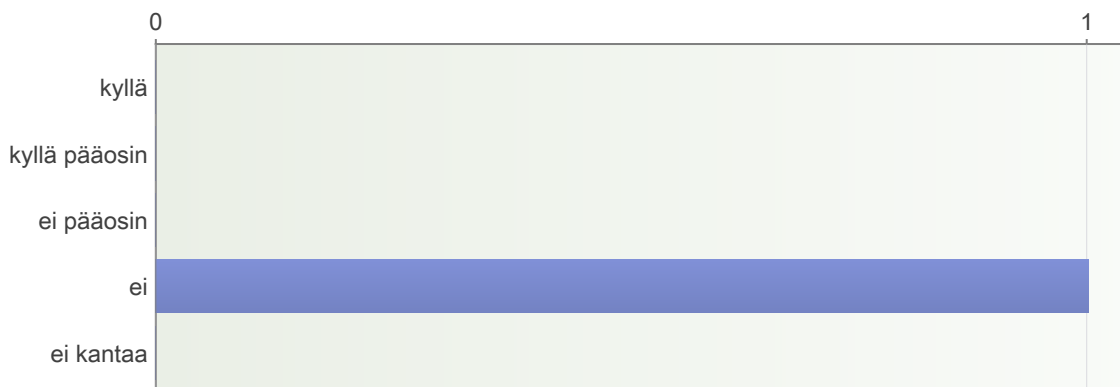 0 1
kyllä
kyllä pääosin
ei pääosin
ei
ei kantaa